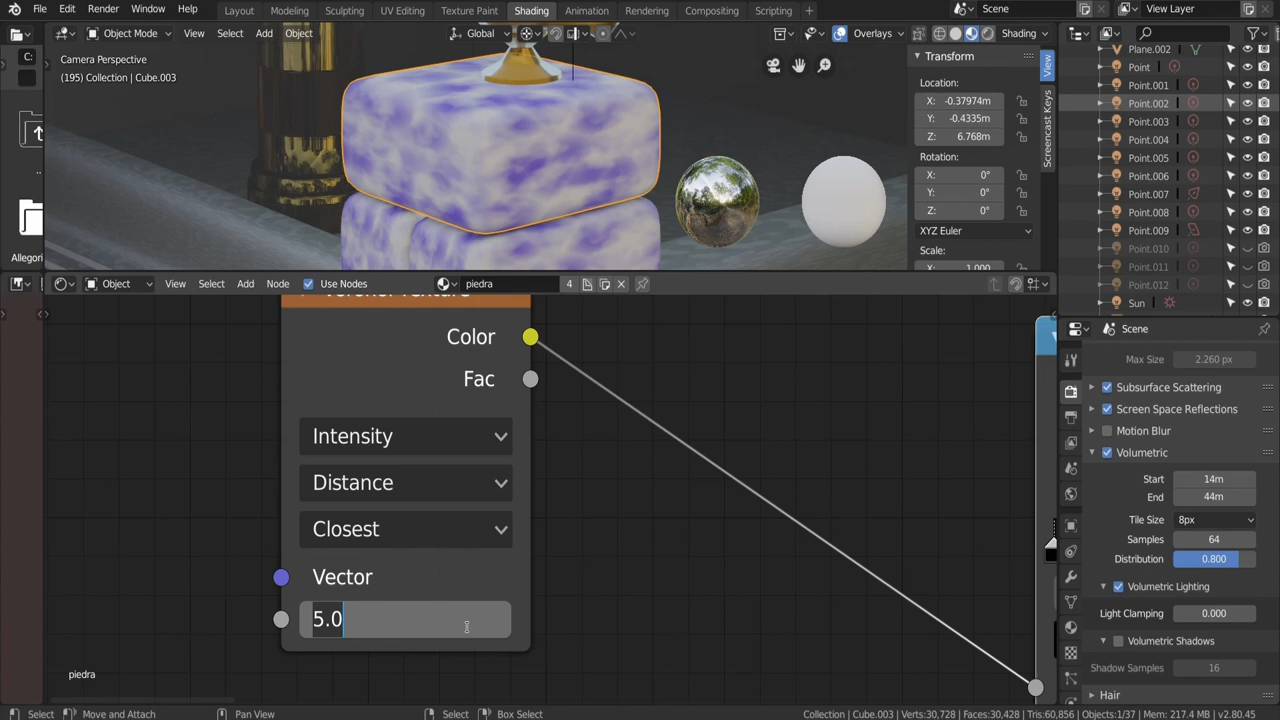 File Edit Render Window Help Layout Modeling Sculpting UV Editing Texture Paint Shading Animation Rendering Compositing Scripting + Scene View Layer
Object Mode View Select Add Object Global Overlays Shading
Camera Perspective
(195) Collection | Cube.003
C:
..
Allegori
Transform
Location:
X: -0.37974m
Y: -0.4335m
Z: 6.768m
Rotation:
X: 0°
Y: 0°
Z: 0°
XYZ Euler
Scale:
X: 1.000
View
Screencast Keys
Plane.002
Point
Point.001
Point.002
Point.003
Point.004
Point.005
Point.006
Point.007
Point.008
Point.009
Point.010
Point.011
Point.012
Sun
Object View Select Add Node Use Nodes piedra 4
Voronoi Texture
Color
Fac
Intensity
Distance
Closest
Vector
5.0
piedra
Scene
Max Size 2.260 px
Subsurface Scattering
Screen Space Reflections
Motion Blur
Volumetric
Start 14m
End 44m
Tile Size 8px
Samples 64
Distribution 0.800
Volumetric Lighting
Light Clamping 0.000
Volumetric Shadows
Shadow Samples 16
Hair
Select Move and Attach Pan View Select Box Select Collection | Cube.003 | Verts:30,728 | Faces:30,428 | Tris:60,856 | Objects:1/37 | Mem: 217.4 MB | v2.80.45